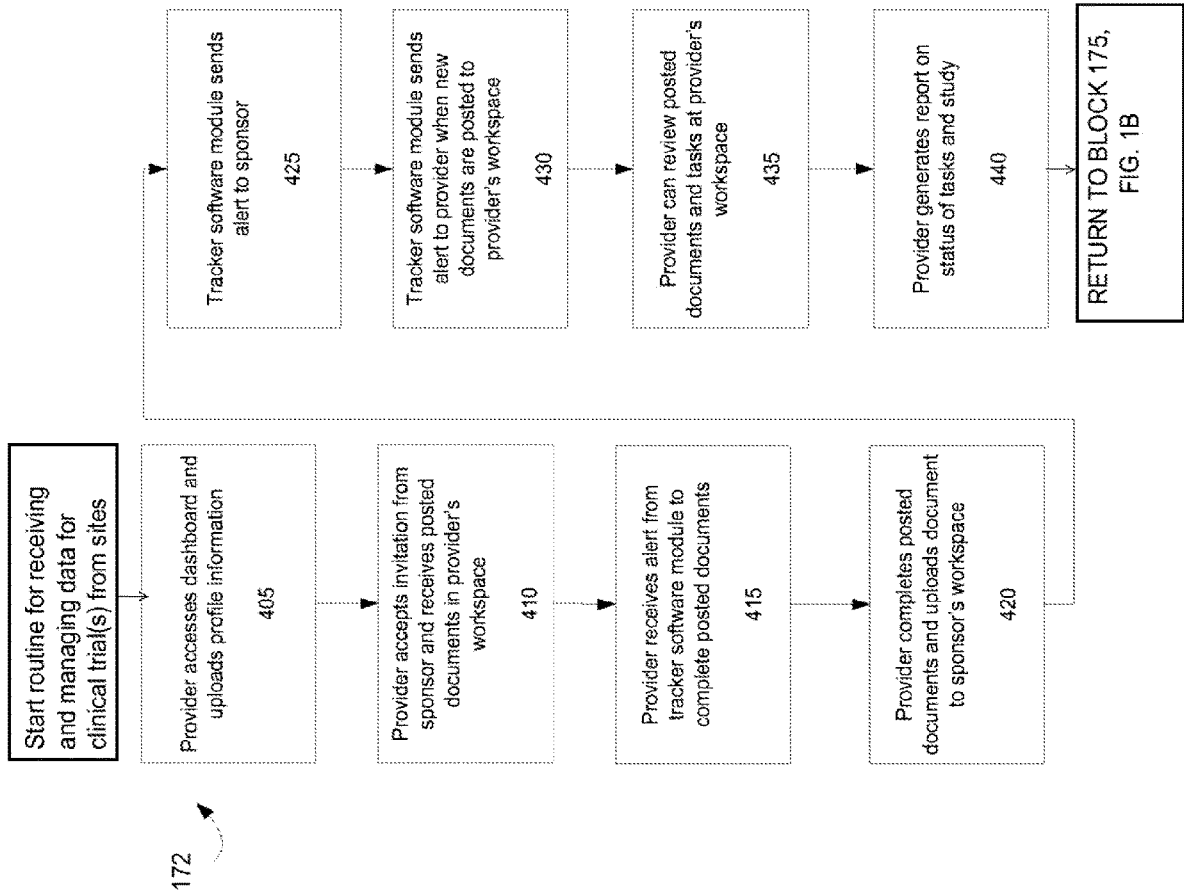 172
Start routine for receiving
and managing data for
clinical trial(s) from sites
Provider accesses dashboard and
uploads profile information
405
Provider accepts invitation from
sponsor and receives posted
documents in provider's
workspace
410
Provider receives alert from
tracker software module to
complete posted documents
415
Provider completes posted
documents and uploads document
to sponsor's workspace
420
Tracker software module sends
alert to sponsor
425
Tracker software module sends
alert to provider when new
documents are posted to
provider's workspace
430
Provider can review posted
documents and tasks at provider's
workspace
435
Provider generates report on
status of tasks and study
440
RETURN TO BLOCK 175,
FIG. 1B